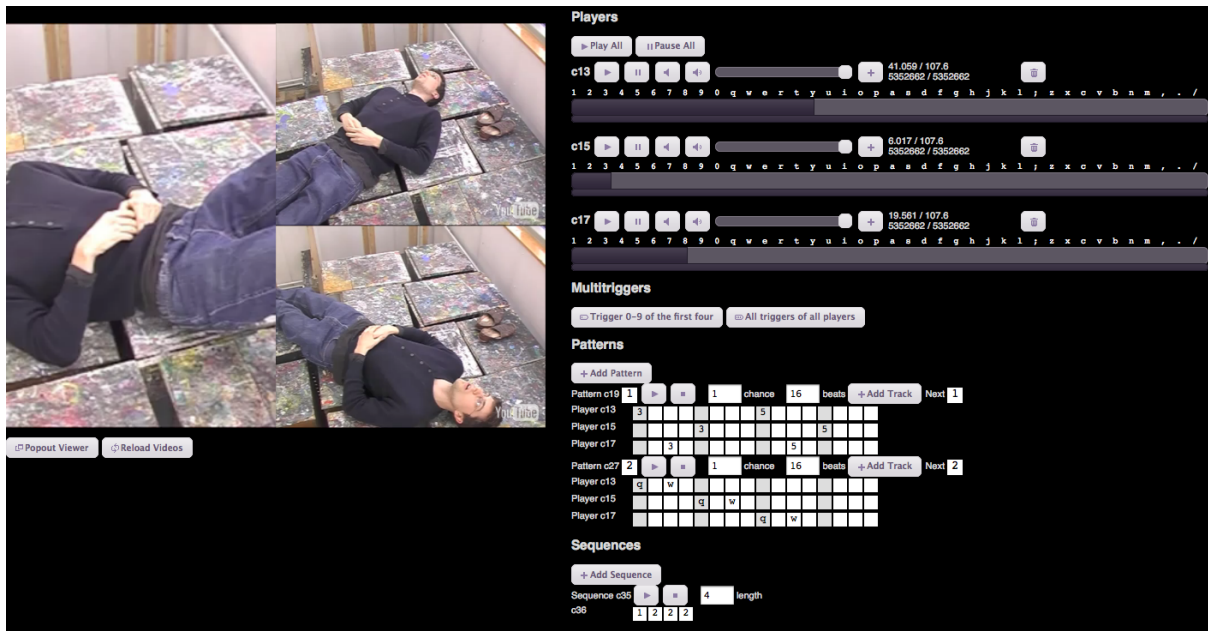 Players
Play All Pause All
c13 41.059 / 107.6
5352662 / 5352662
1 2 3 4 5 6 7 8 9 0 q w e r t y u i o p a s d f g h j k l ; z x c v b n m , . /
c15 6.017 / 107.6
5352662 / 5352662
1 2 3 4 5 6 7 8 9 0 q w e r t y u i o p a s d f g h j k l ; z x c v b n m , . /
c17 19.561 / 107.6
5352662 / 5352662
1 2 3 4 5 6 7 8 9 0 q w e r t y u i o p a s d f g h j k l ; z x c v b n m , . /
Multitriggers
Trigger 0-9 of the first four All triggers of all players
Patterns
+ Add Pattern
Pattern c19 1 1 chance 16 beats + Add Track Next 1
Player c13 3 5
Player c15 3 5
Player c17 3 5
Pattern c27 2 1 chance 16 beats + Add Track Next 2
Player c13 q w
Player c15 q w
Player c17 q w
Sequences
+ Add Sequence
Sequence c35 4 length
c36 1 2 2 2
YouTube
YouTube
Popout Viewer Reload Videos